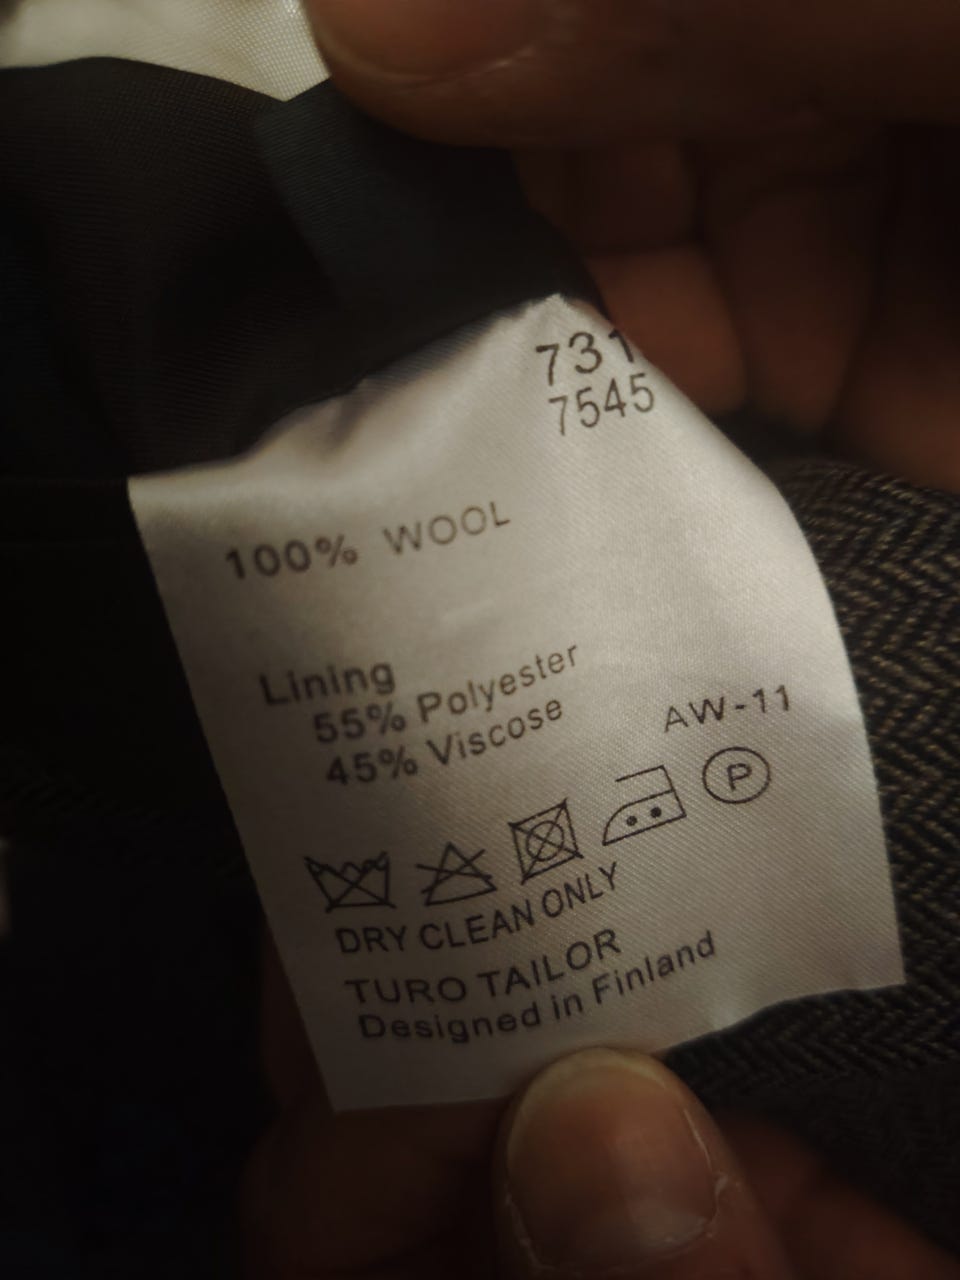 731
7545
100% WOOL
Lining
55% Polyester
45% Viscose
AW-11
P
DRY CLEAN ONLY
TURO TAILOR
Designed in Finland